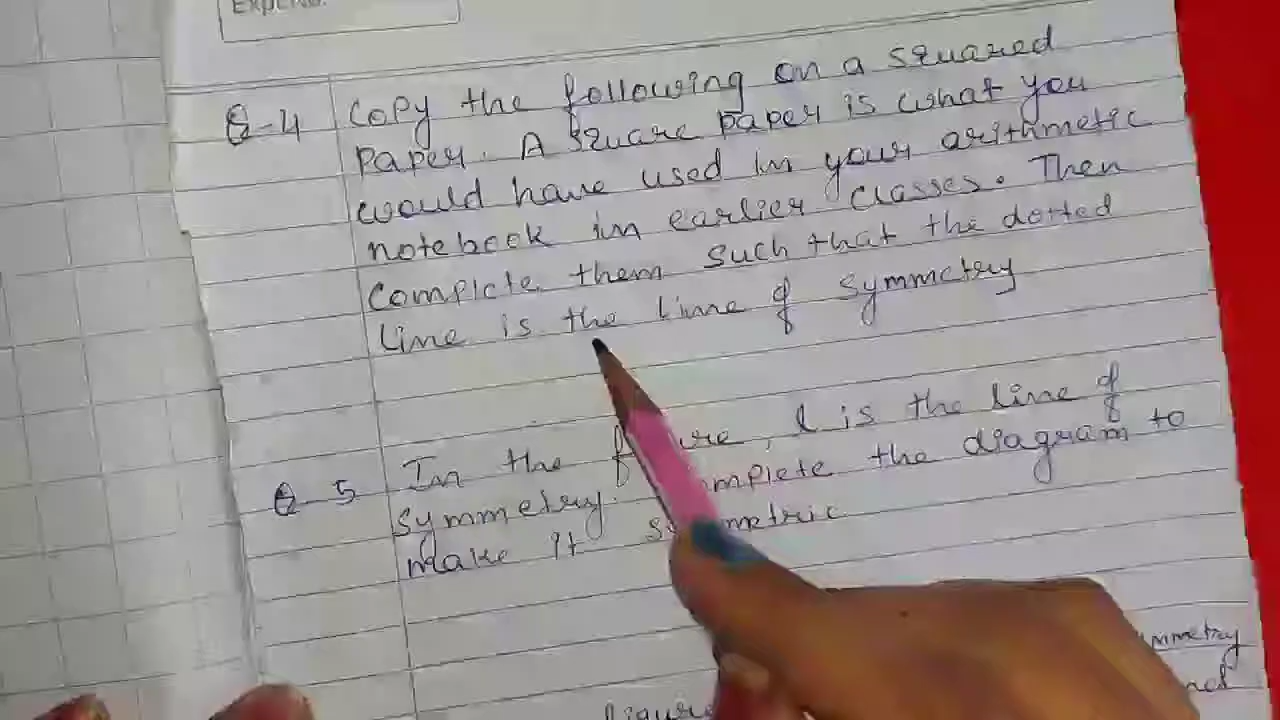 Q-4 Copy the following on a squared
paper. A square paper is what you
would have used in your arithmetic
notebook in earlier classes. Then
complete them such that the dotted
line is the line of symmetry
Q-5 In the figure, l is the line of
symmetry. complete the diagram to
make it symmetric